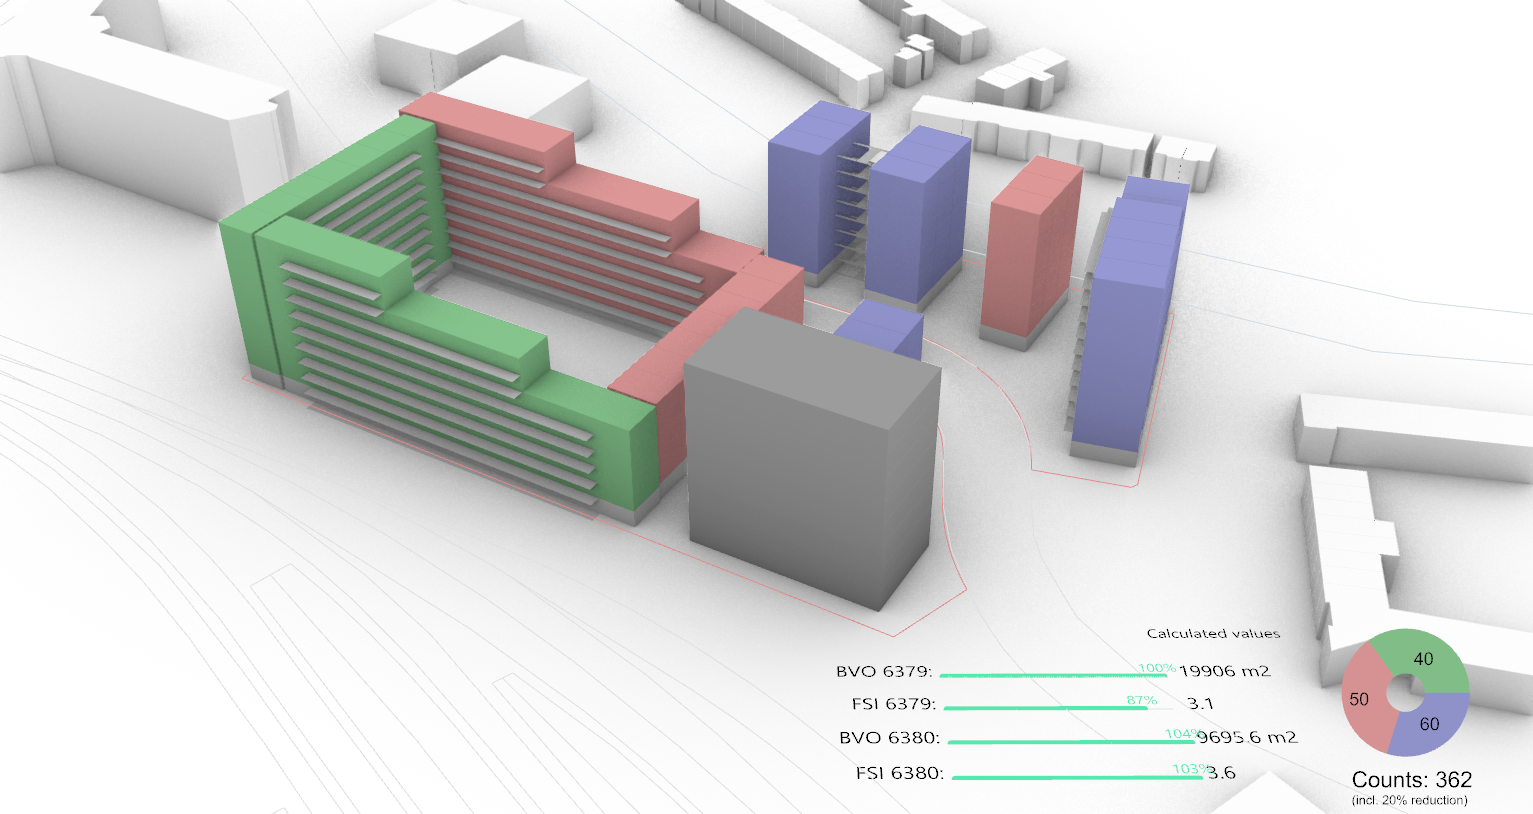 Calculated values
BVO 6379: 100% 19906 m2
FSI 6379: 87% 3.1
BVO 6380: 104% 9695.6 m2
FSI 6380: 103% 3.6
40
50
60
Counts: 362
(incl. 20% reduction)